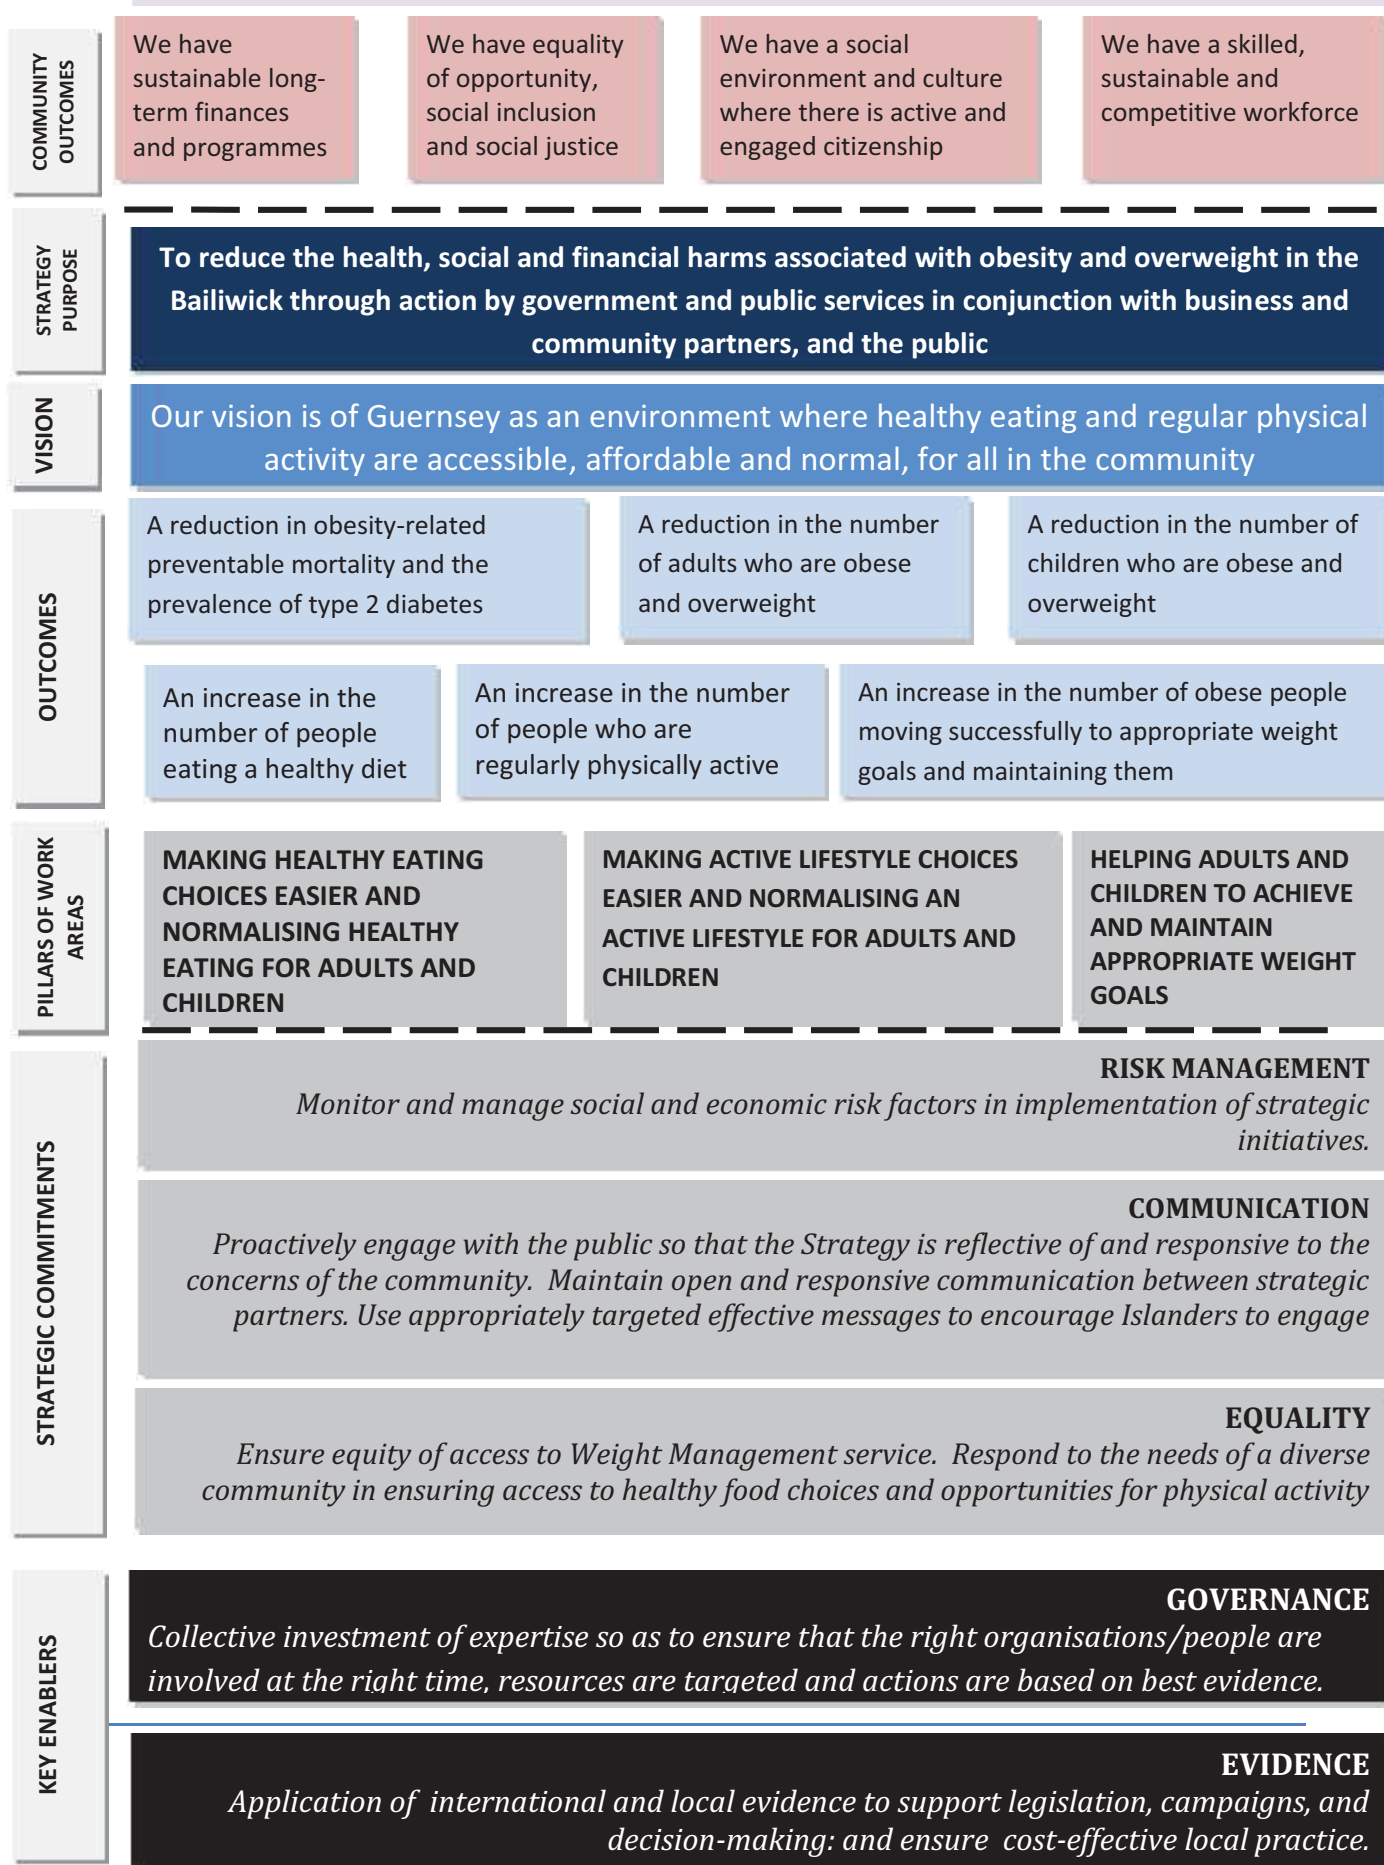 COMMUNITY
OUTCOMES
We have
sustainable long-
term finances
and programmes
We have equality
of opportunity,
social inclusion
and social justice
We have a social
environment and culture
where there is active and
engaged citizenship
We have a skilled,
sustainable and
competitive workforce
STRATEGY
PURPOSE
To reduce the health, social and financial harms associated with obesity and overweight in the
Bailiwick through action by government and public services in conjunction with business and
community partners, and the public
VISION
Our vision is of Guernsey as an environment where healthy eating and regular physical
activity are accessible, affordable and normal, for all in the community
OUTCOMES
A reduction in obesity-related
preventable mortality and the
prevalence of type 2 diabetes
A reduction in the number
of adults who are obese
and overweight
A reduction in the number of
children who are obese and
overweight
An increase in the
number of people
eating a healthy diet
An increase in the number
of people who are
regularly physically active
An increase in the number of obese people
moving successfully to appropriate weight
goals and maintaining them
PILLARS OF WORK
AREAS
MAKING HEALTHY EATING
CHOICES EASIER AND
NORMALISING HEALTHY
EATING FOR ADULTS AND
CHILDREN
MAKING ACTIVE LIFESTYLE CHOICES
EASIER AND NORMALISING AN
ACTIVE LIFESTYLE FOR ADULTS AND
CHILDREN
HELPING ADULTS AND
CHILDREN TO ACHIEVE
AND MAINTAIN
APPROPRIATE WEIGHT
GOALS
STRATEGIC COMMITMENTS
RISK MANAGEMENT
Monitor and manage social and economic risk factors in implementation of strategic
initiatives.
COMMUNICATION
Proactively engage with the public so that the Strategy is reflective of and responsive to the
concerns of the community.  Maintain open and responsive communication between strategic
partners. Use appropriately targeted effective messages to encourage Islanders to engage
EQUALITY
Ensure equity of access to Weight Management service.  Respond to the needs of a diverse
community in ensuring access to healthy food choices and opportunities for physical activity
KEY ENABLERS
GOVERNANCE
Collective investment of expertise so as to ensure that the right organisations/people are
involved at the right time, resources are targeted and actions are based on best evidence.
EVIDENCE
Application of  international and local evidence to support legislation, campaigns, and
decision-making: and ensure  cost-effective local practice.